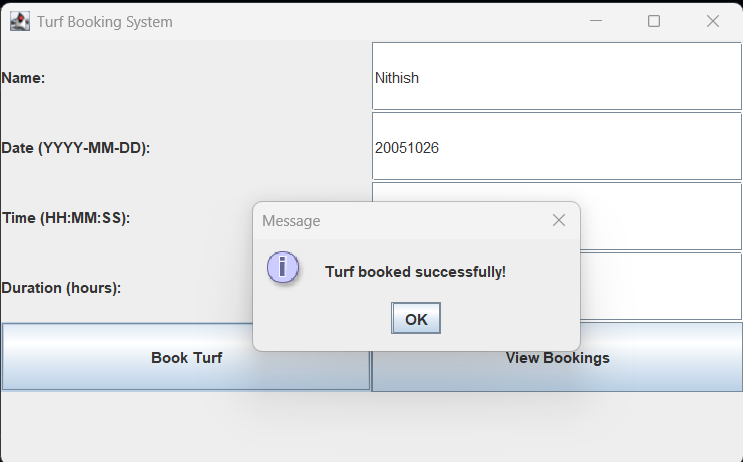 Turf Booking System
Name:
Nithish
Date (YYYY-MM-DD):
20051026
Time (HH:MM:SS):
Message
i
Turf booked successfully!
OK
Duration (hours):
Book Turf
View Bookings